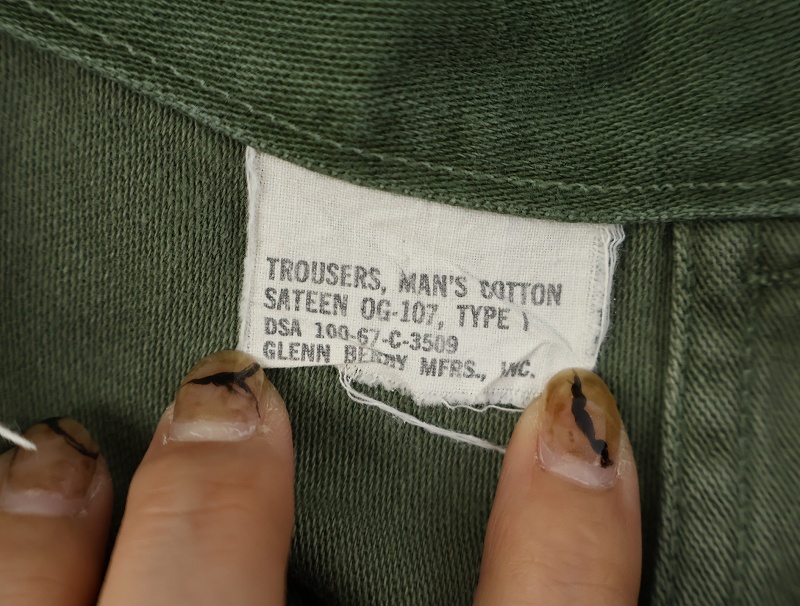 TROUSERS, MAN'S COTTON
SATEEN OG-107, TYPE I
DSA 100-67-C-3509
GLENN BERRY MFRS., INC.